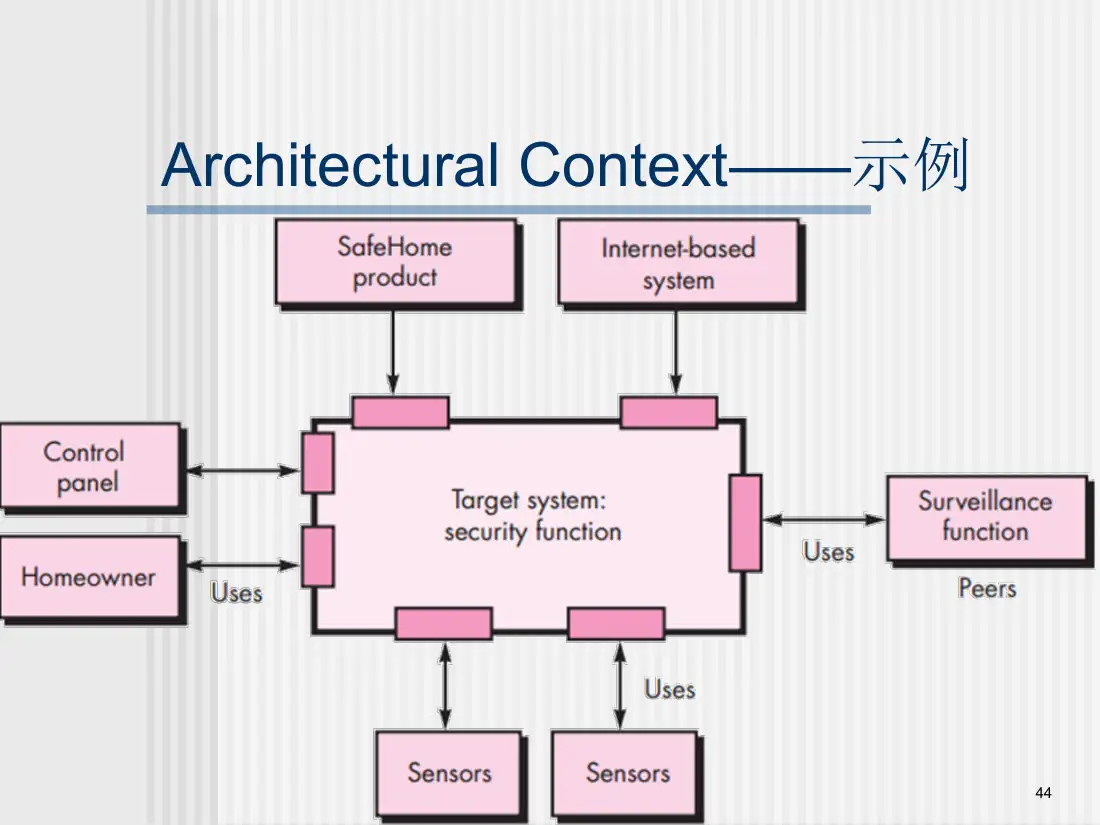 Architectural Context——示例
SafeHome
product
Internet-based
system
Control
panel
Target system:
security function
Surveillance
function
Uses
Peers
Homeowner
Uses
Uses
Sensors
Sensors
44